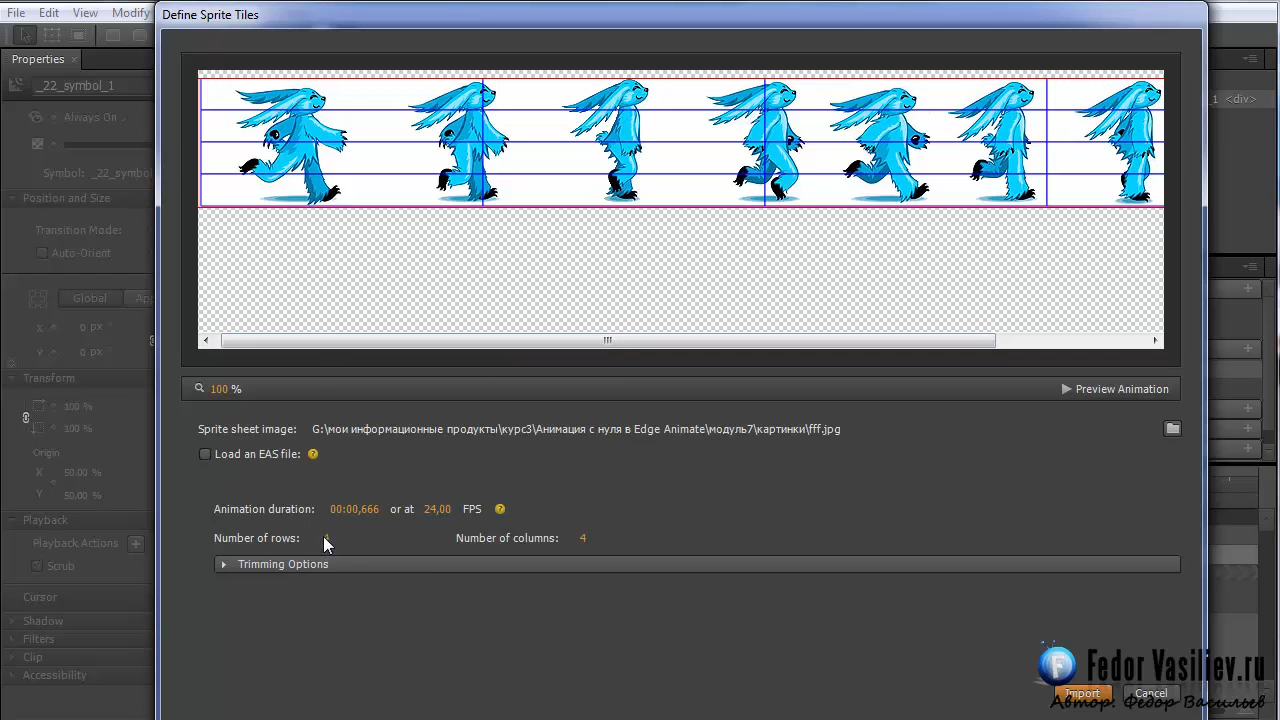 Define Sprite Tiles
File Edit View Modify
Properties ×
_22_symbol_1
_1 <div>
Always On
Symbol: _22_symbo
Position and Size
Transition Mode:
Auto-Orient
Global
X 0 px
Y 0 px
Transform
100 %
100 %
Origin
X 50.00 %
Y 50.00 %
Playback
Playback Actions
Scrub
Cursor
Shadow
Filters
Clip
Accessibility
100 %
Preview Animation
Sprite sheet image: G:\мои информационные продукты\курс3\Анимация с нуля в Edge Animate\модуль7\картинки\fff.jpg
Load an EAS file: ?
Animation duration: 00:00,666 or at 24,00 FPS ?
Number of rows: Number of columns: 4
Trimming Options
Fedor Vasiliev.ru
Import Cancel
Автор: Федор Васильев